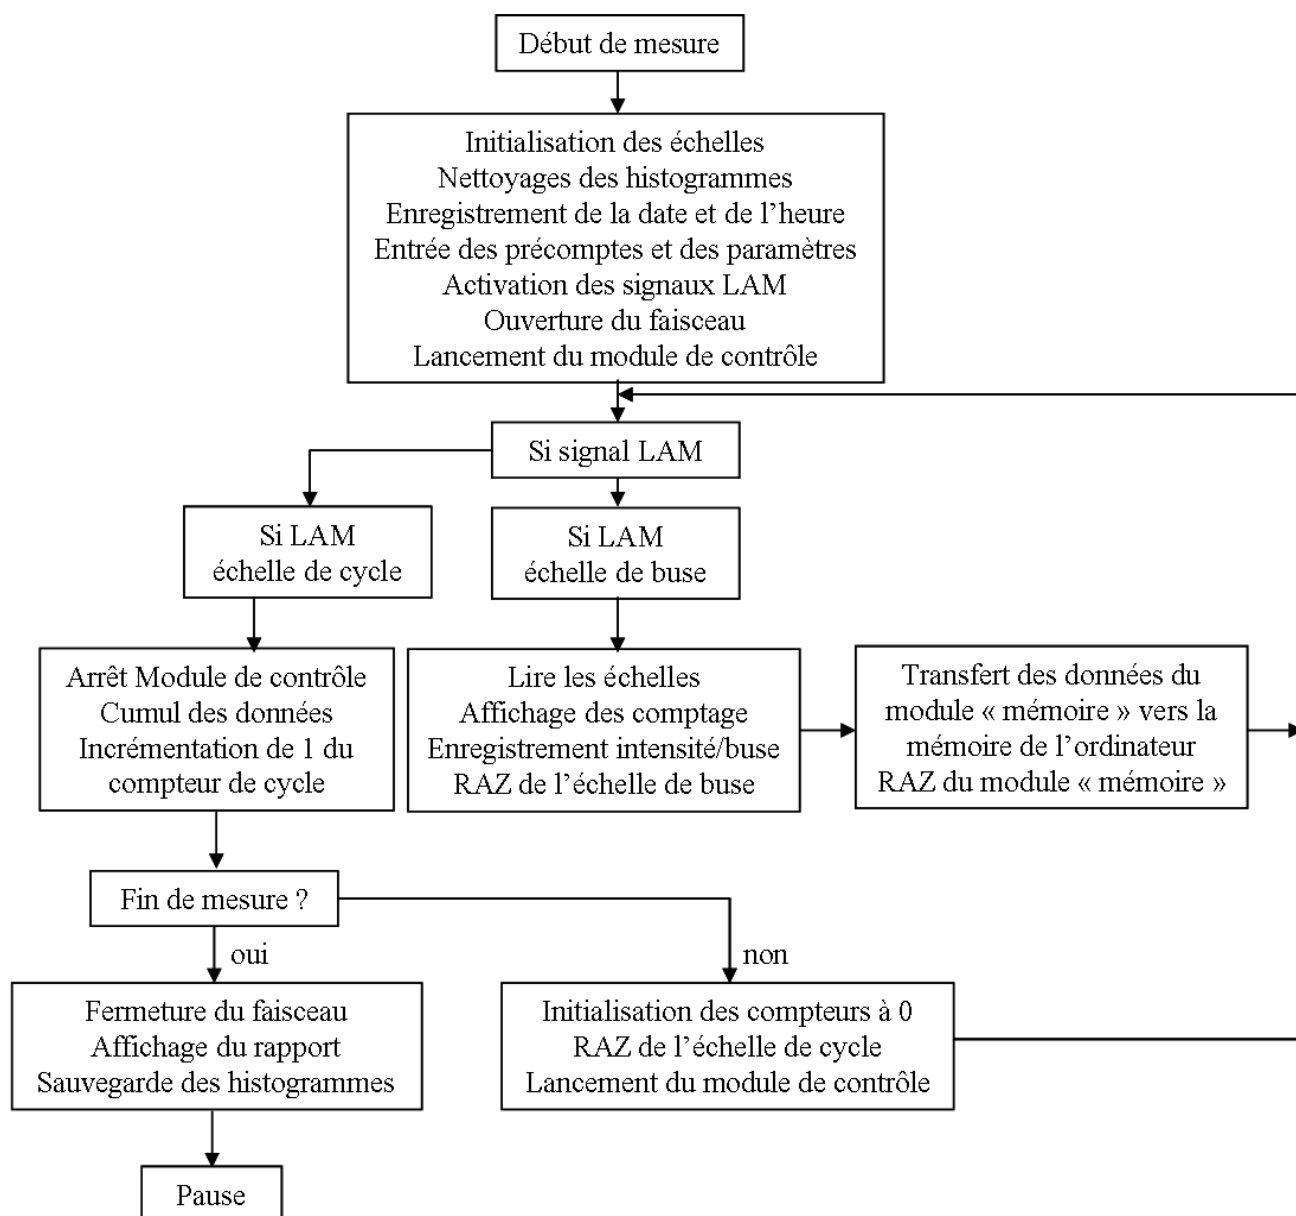 Début de mesure
Initialisation des échelles
Nettoyages des histogrammes
Enregistrement de la date et de l’heure
Entrée des précomptes et des paramètres
Activation des signaux LAM
Ouverture du faisceau
Lancement du module de contrôle
Si signal LAM
Si LAM
échelle de cycle
Si LAM
échelle de buse
Arrêt Module de contrôle
Cumul des données
Incrémentation de 1 du
compteur de cycle
Lire les échelles
Affichage des comptage
Enregistrement intensité/buse
RAZ de l’échelle de buse
Transfert des données du
module « mémoire » vers la
mémoire de l’ordinateur
RAZ du module « mémoire »
Fin de mesure ?
oui
non
Fermeture du faisceau
Affichage du rapport
Sauvegarde des histogrammes
Initialisation des compteurs à 0
RAZ de l’échelle de cycle
Lancement du module de contrôle
Pause